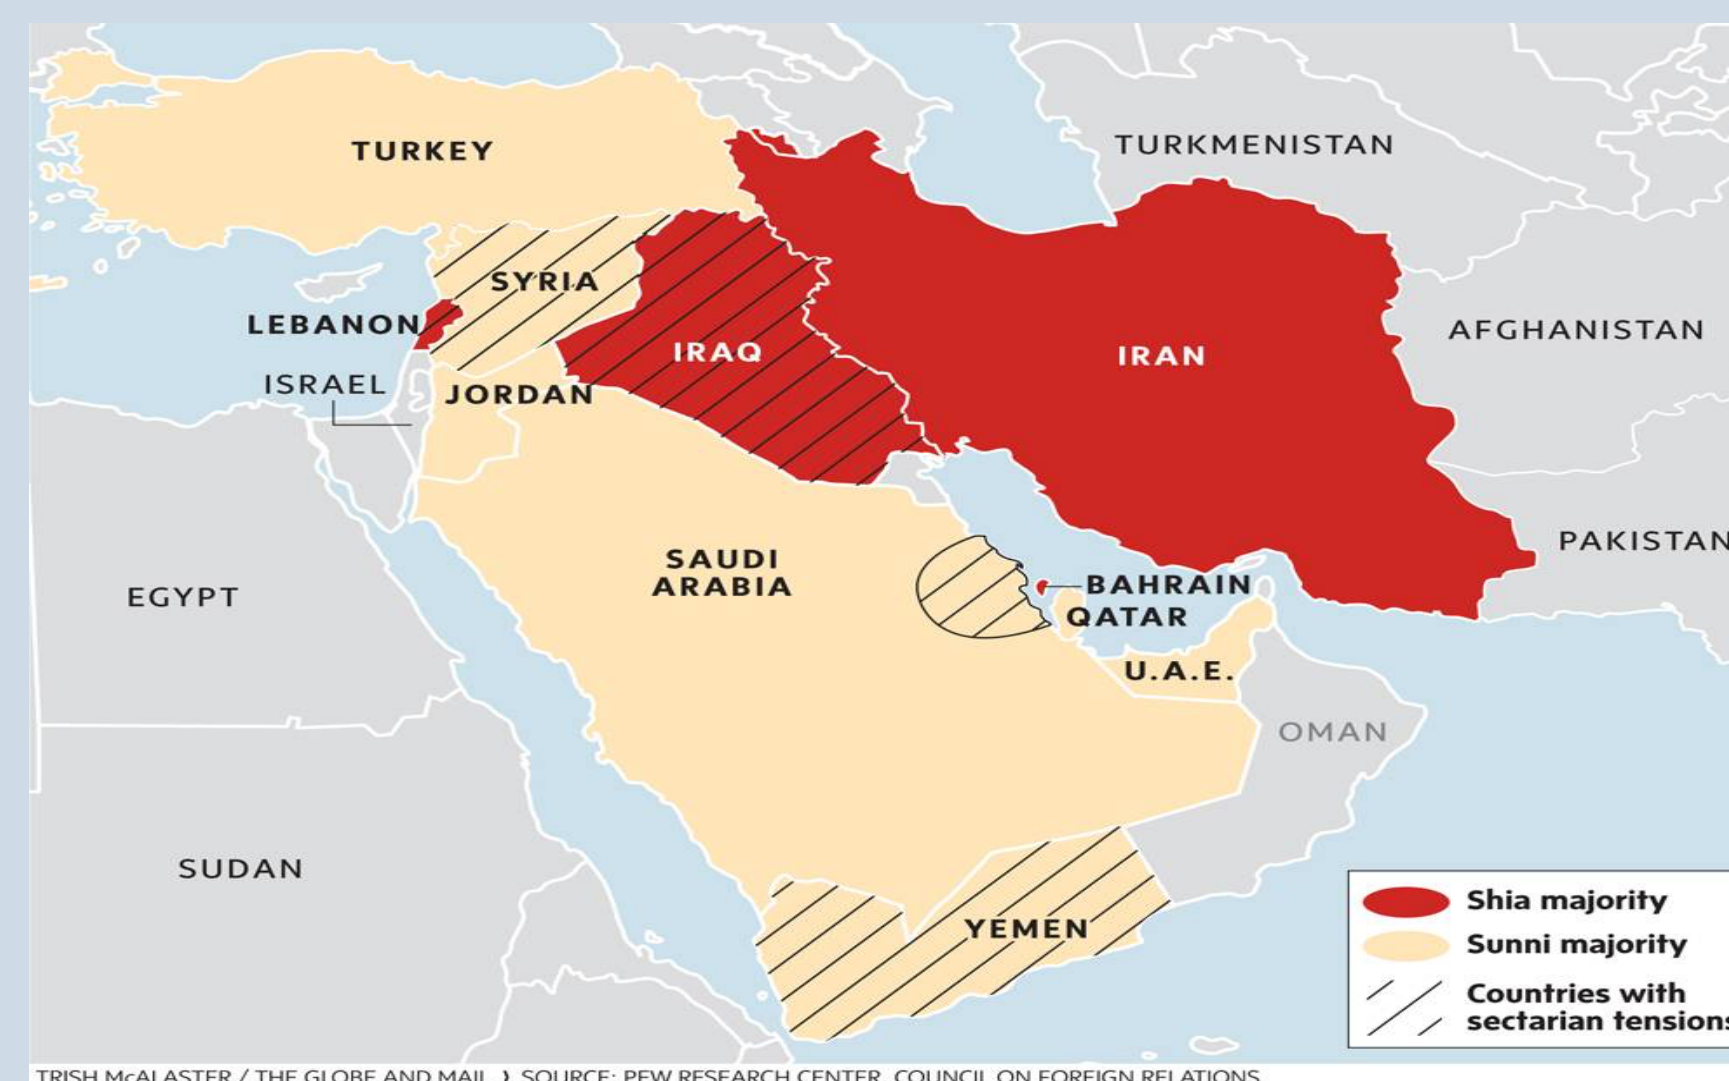 TURKEY
TURKMENISTAN
SYRIA
LEBANON
IRAQ
IRAN
AFGHANISTAN
ISRAEL
JORDAN
PAKISTAN
SAUDI
ARABIA
BAHRAIN
EGYPT
QATAR
U.A.E.
OMAN
SUDAN
YEMEN
Shia majority
Sunni majority
Countries with
sectarian tensions
TRISH McALASTER / THE GLOBE AND MAIL ❯ SOURCE: PEW RESEARCH CENTER, COUNCIL ON FOREIGN RELATIONS